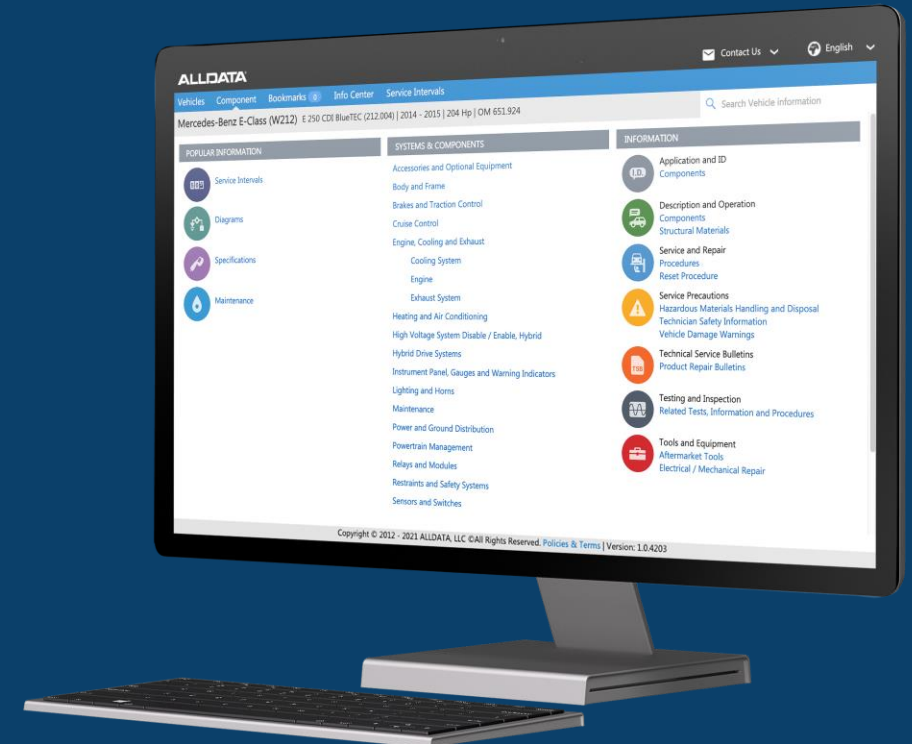 Contact Us
English
ALLDATA
Vehicles Component Bookmarks 0 Info Center Service Intervals
Mercedes-Benz E-Class (W212) E 250 CDI BlueTEC (212.004) | 2014 - 2015 | 204 Hp | OM 651.924
Search Vehicle information
POPULAR INFORMATION
Service Intervals
Diagrams
Specifications
Maintenance
SYSTEMS & COMPONENTS
Accessories and Optional Equipment
Body and Frame
Brakes and Traction Control
Cruise Control
Engine, Cooling and Exhaust
Cooling System
Engine
Exhaust System
Heating and Air Conditioning
High Voltage System Disable / Enable, Hybrid
Hybrid Drive Systems
Instrument Panel, Gauges and Warning Indicators
Lighting and Horns
Maintenance
Power and Ground Distribution
Powertrain Management
Relays and Modules
Restraints and Safety Systems
Sensors and Switches
INFORMATION
I.D.
Application and ID
Components
Description and Operation
Components
Structural Materials
Service and Repair
Procedures
Reset Procedure
Service Precautions
Hazardous Materials Handling and Disposal
Technician Safety Information
Vehicle Damage Warnings
TSB
Technical Service Bulletins
Product Repair Bulletins
Testing and Inspection
Related Tests, Information and Procedures
Tools and Equipment
Aftermarket Tools
Electrical / Mechanical Repair
Copyright © 2012 - 2021 ALLDATA, LLC ©All Rights Reserved. Policies & Terms | Version: 1.0.4203